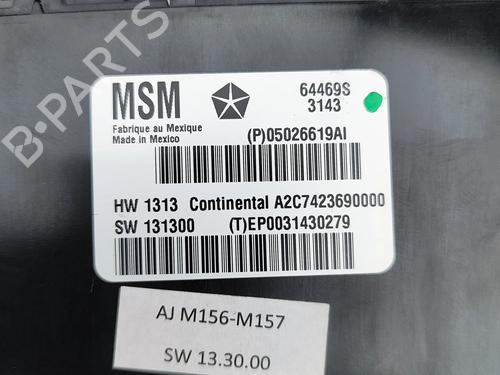 B-PARTS
MSM
64469S
3143
Fabrique au Mexique
Made in Mexico
(P)05026619AI
HW 1313 Continental A2C7423690000
SW 131300 (T)EP0031430279
AJ M156-M157
SW 13.30.00